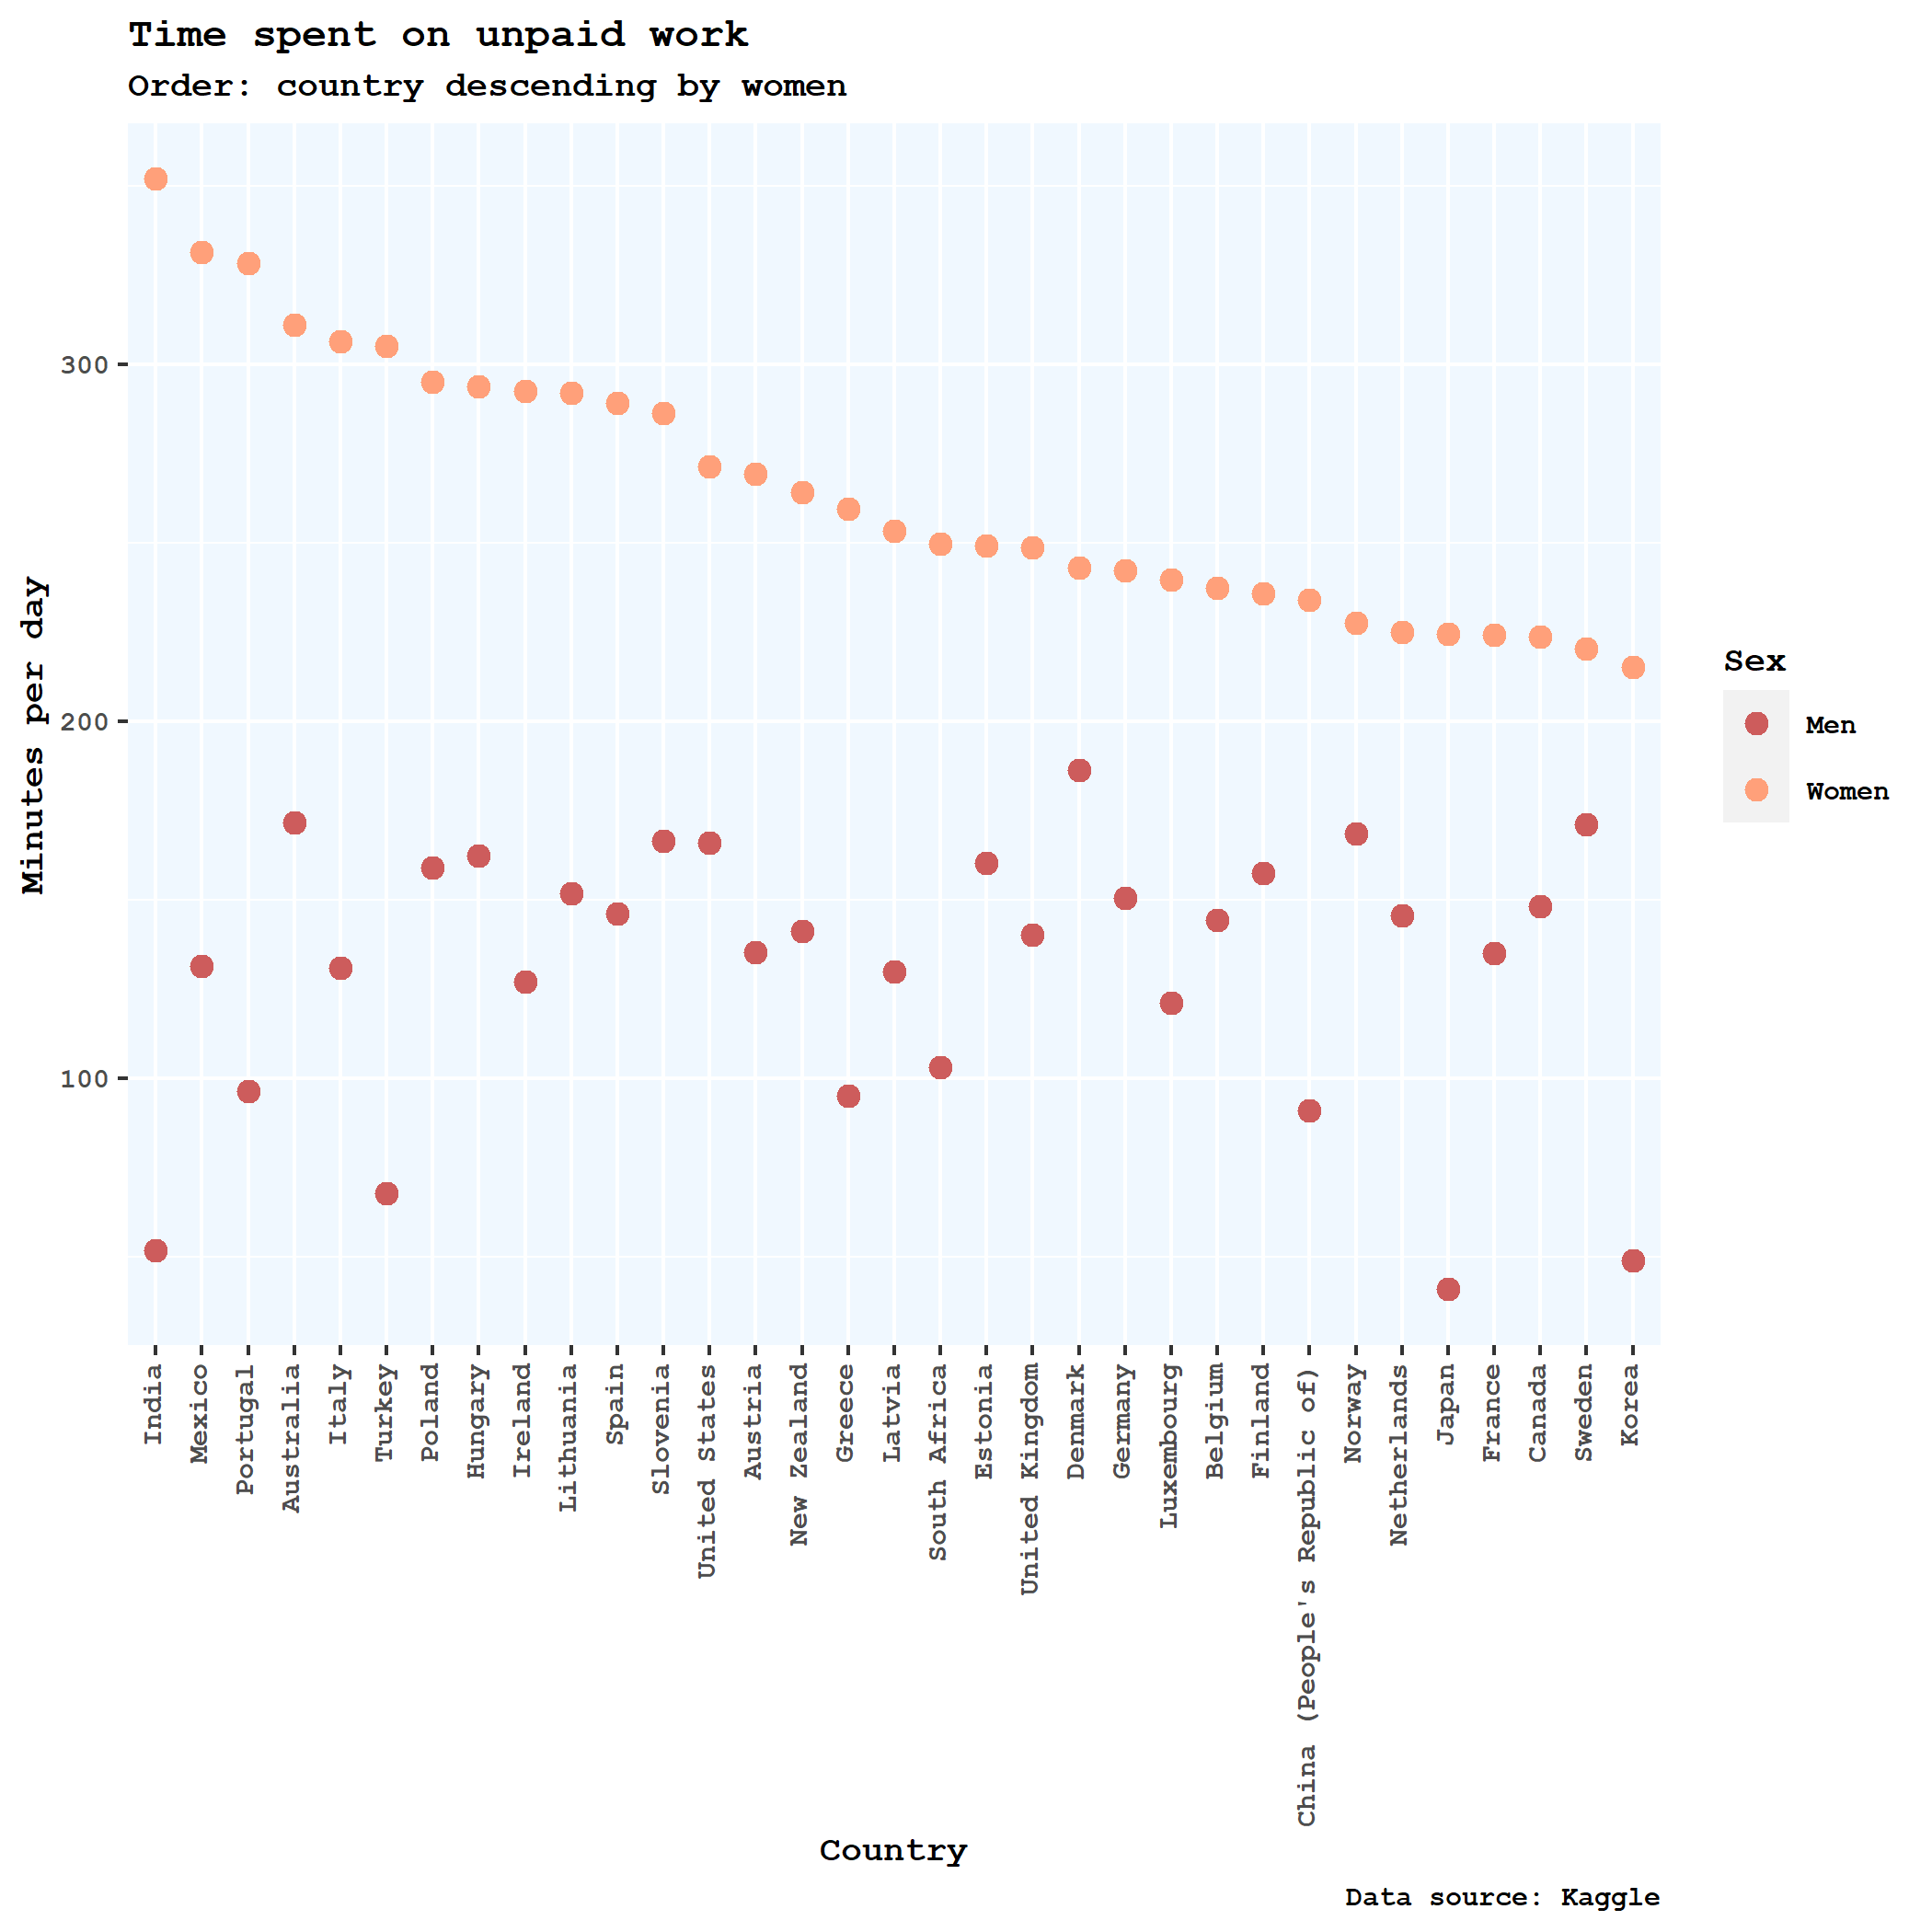 Time spent on unpaid work
Order: country descending by women
Minutes per day
300
200
100
India
Mexico
Portugal
Australia
Italy
Turkey
Poland
Hungary
Ireland
Lithuania
Spain
Slovenia
United States
Austria
New Zealand
Greece
Latvia
South Africa
Estonia
United Kingdom
Denmark
Germany
Luxembourg
Belgium
Finland
China (People's Republic of)
Norway
Netherlands
Japan
France
Canada
Sweden
Korea
Country
Sex
Men
Women
Data source: Kaggle